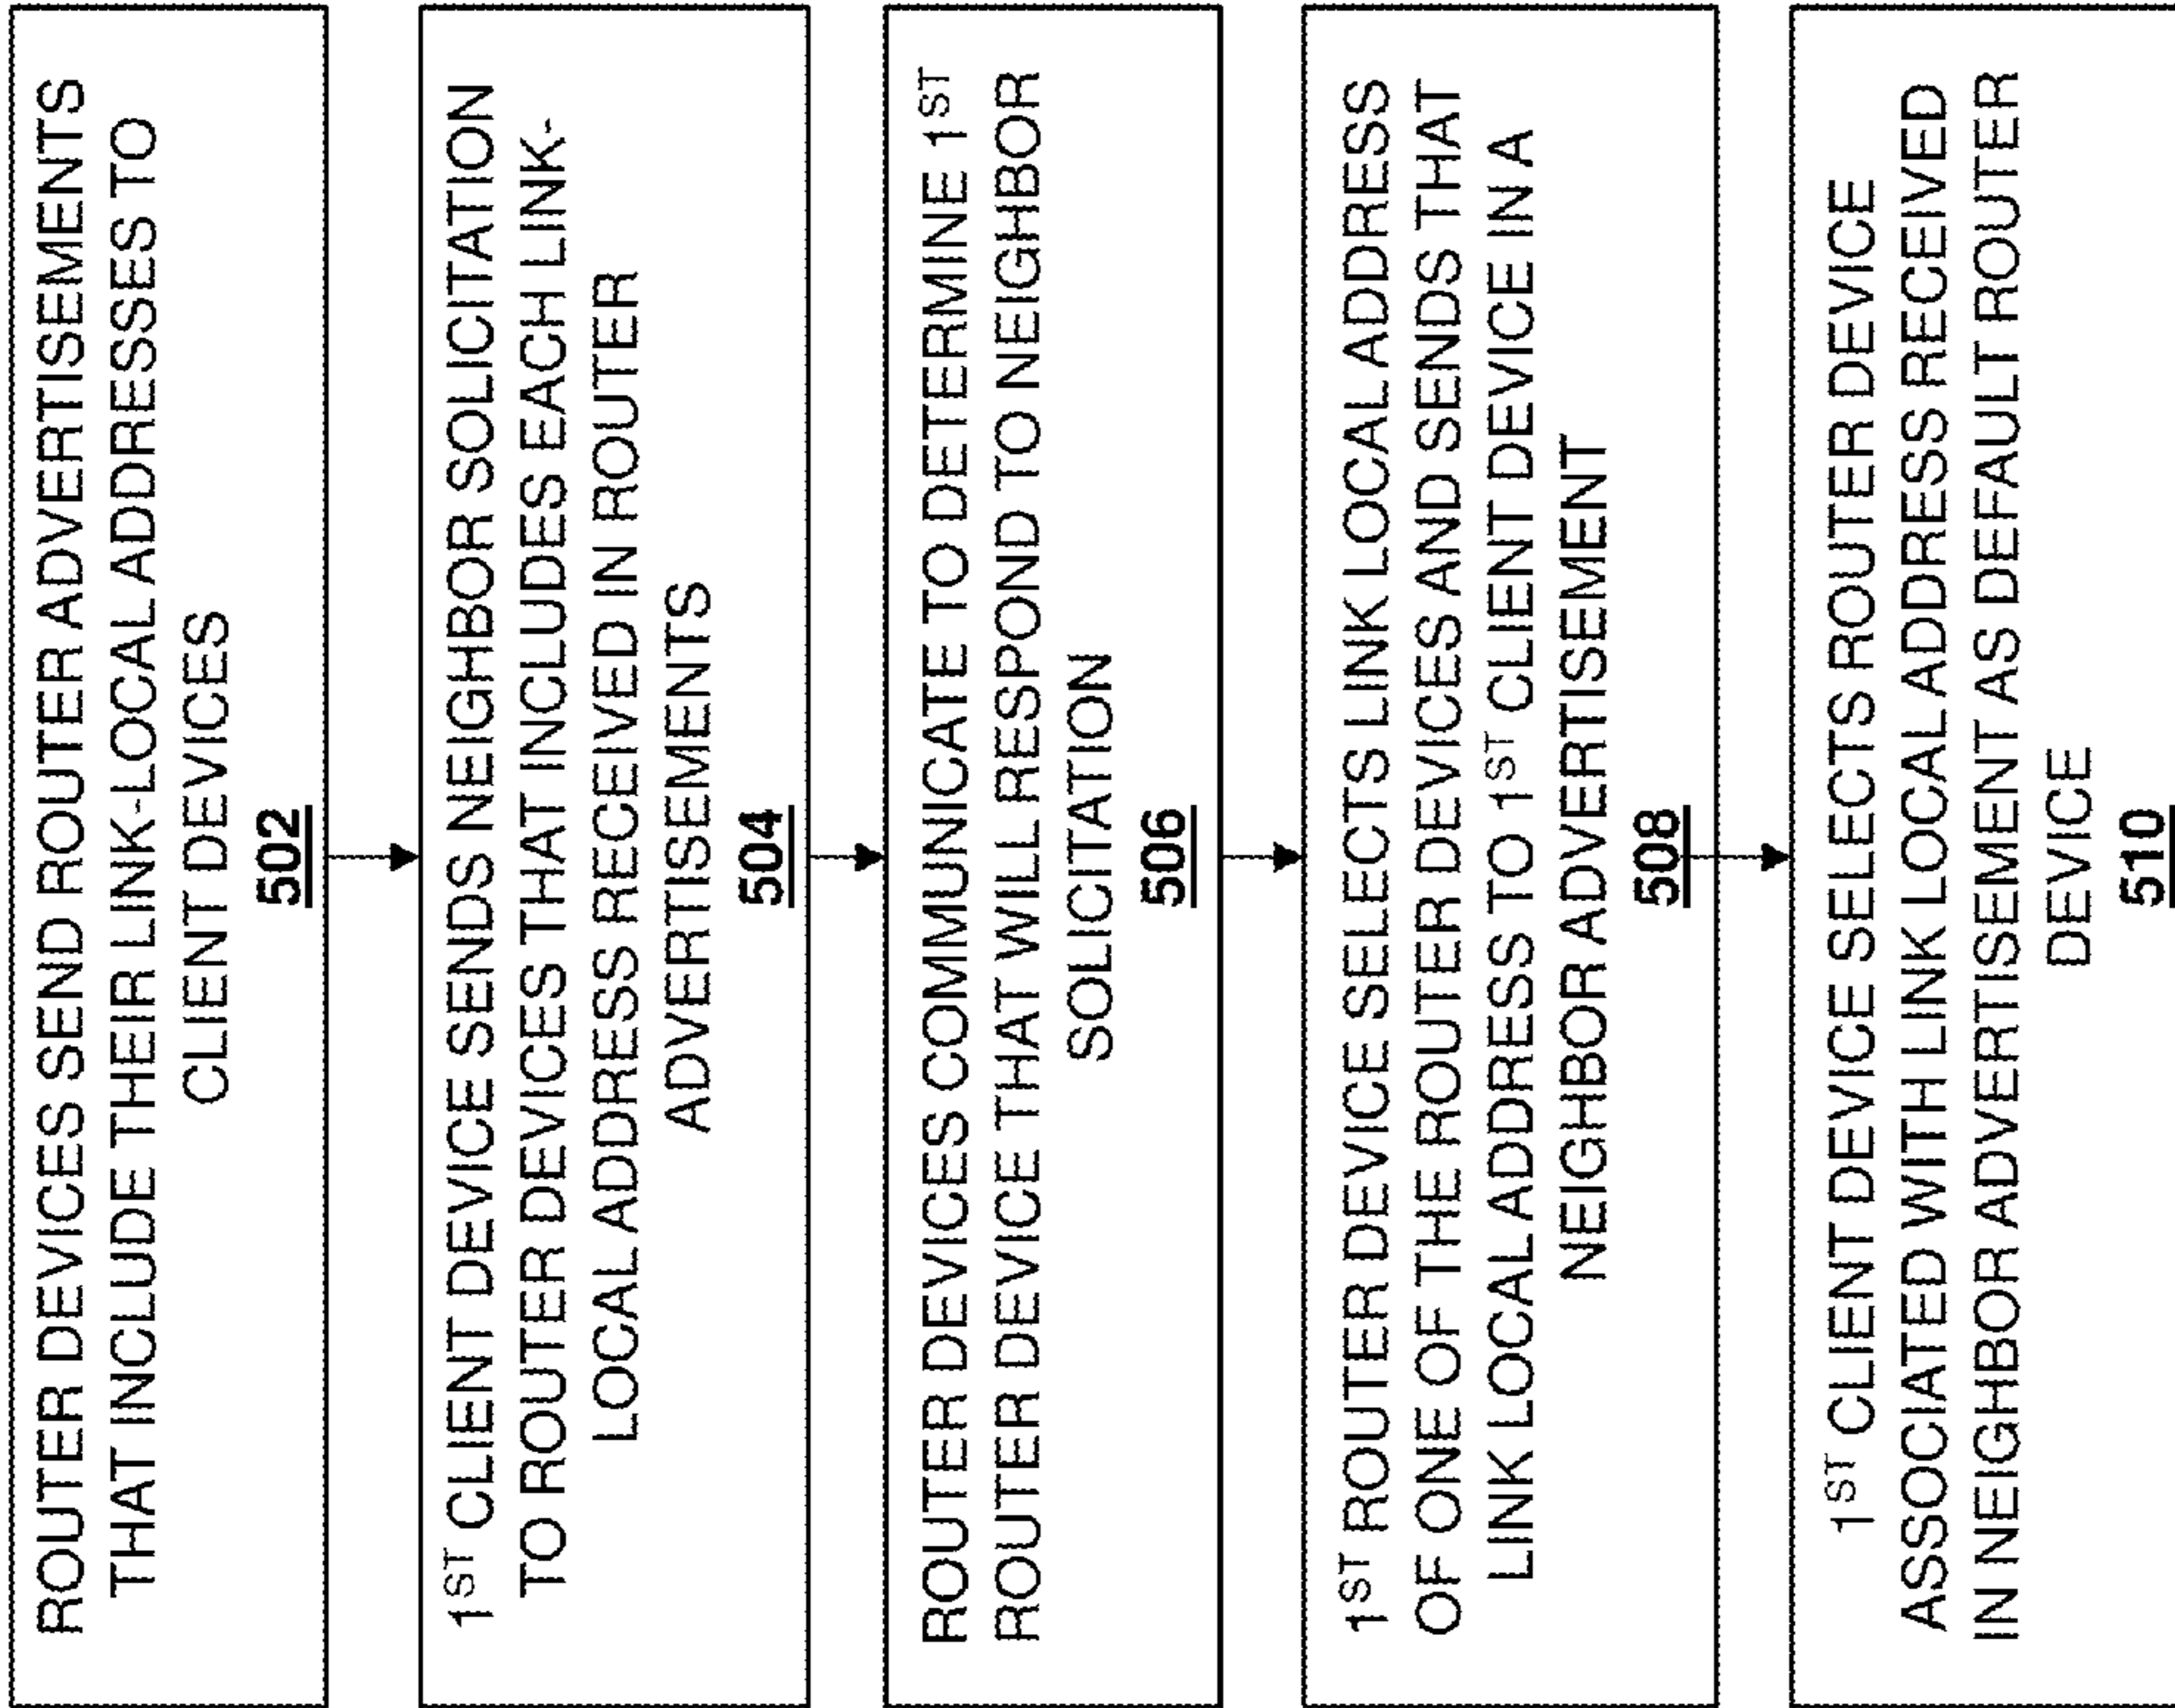 ROUTER DEVICES SEND ROUTER ADVERTISEMENTS
THAT INCLUDE THEIR LINK-LOCAL ADDRESSES TO
CLIENT DEVICES
502
1ST CLIENT DEVICE SENDS NEIGHBOR SOLICITATION
TO ROUTER DEVICES THAT INCLUDES EACH LINK-
LOCAL ADDRESS RECEIVED IN ROUTER
ADVERTISEMENTS
504
ROUTER DEVICES COMMUNICATE TO DETERMINE 1ST
ROUTER DEVICE THAT WILL RESPOND TO NEIGHBOR
SOLICITATION
506
1ST ROUTER DEVICE SELECTS LINK LOCAL ADDRESS
OF ONE OF THE ROUTER DEVICES AND SENDS THAT
LINK LOCAL ADDRESS TO 1ST CLIENT DEVICE IN A
NEIGHBOR ADVERTISEMENT
508
1ST CLIENT DEVICE SELECTS ROUTER DEVICE
ASSOCIATED WITH LINK LOCAL ADDRESS RECEIVED
IN NEIGHBOR ADVERTISEMENT AS DEFAULT ROUTER
DEVICE
510